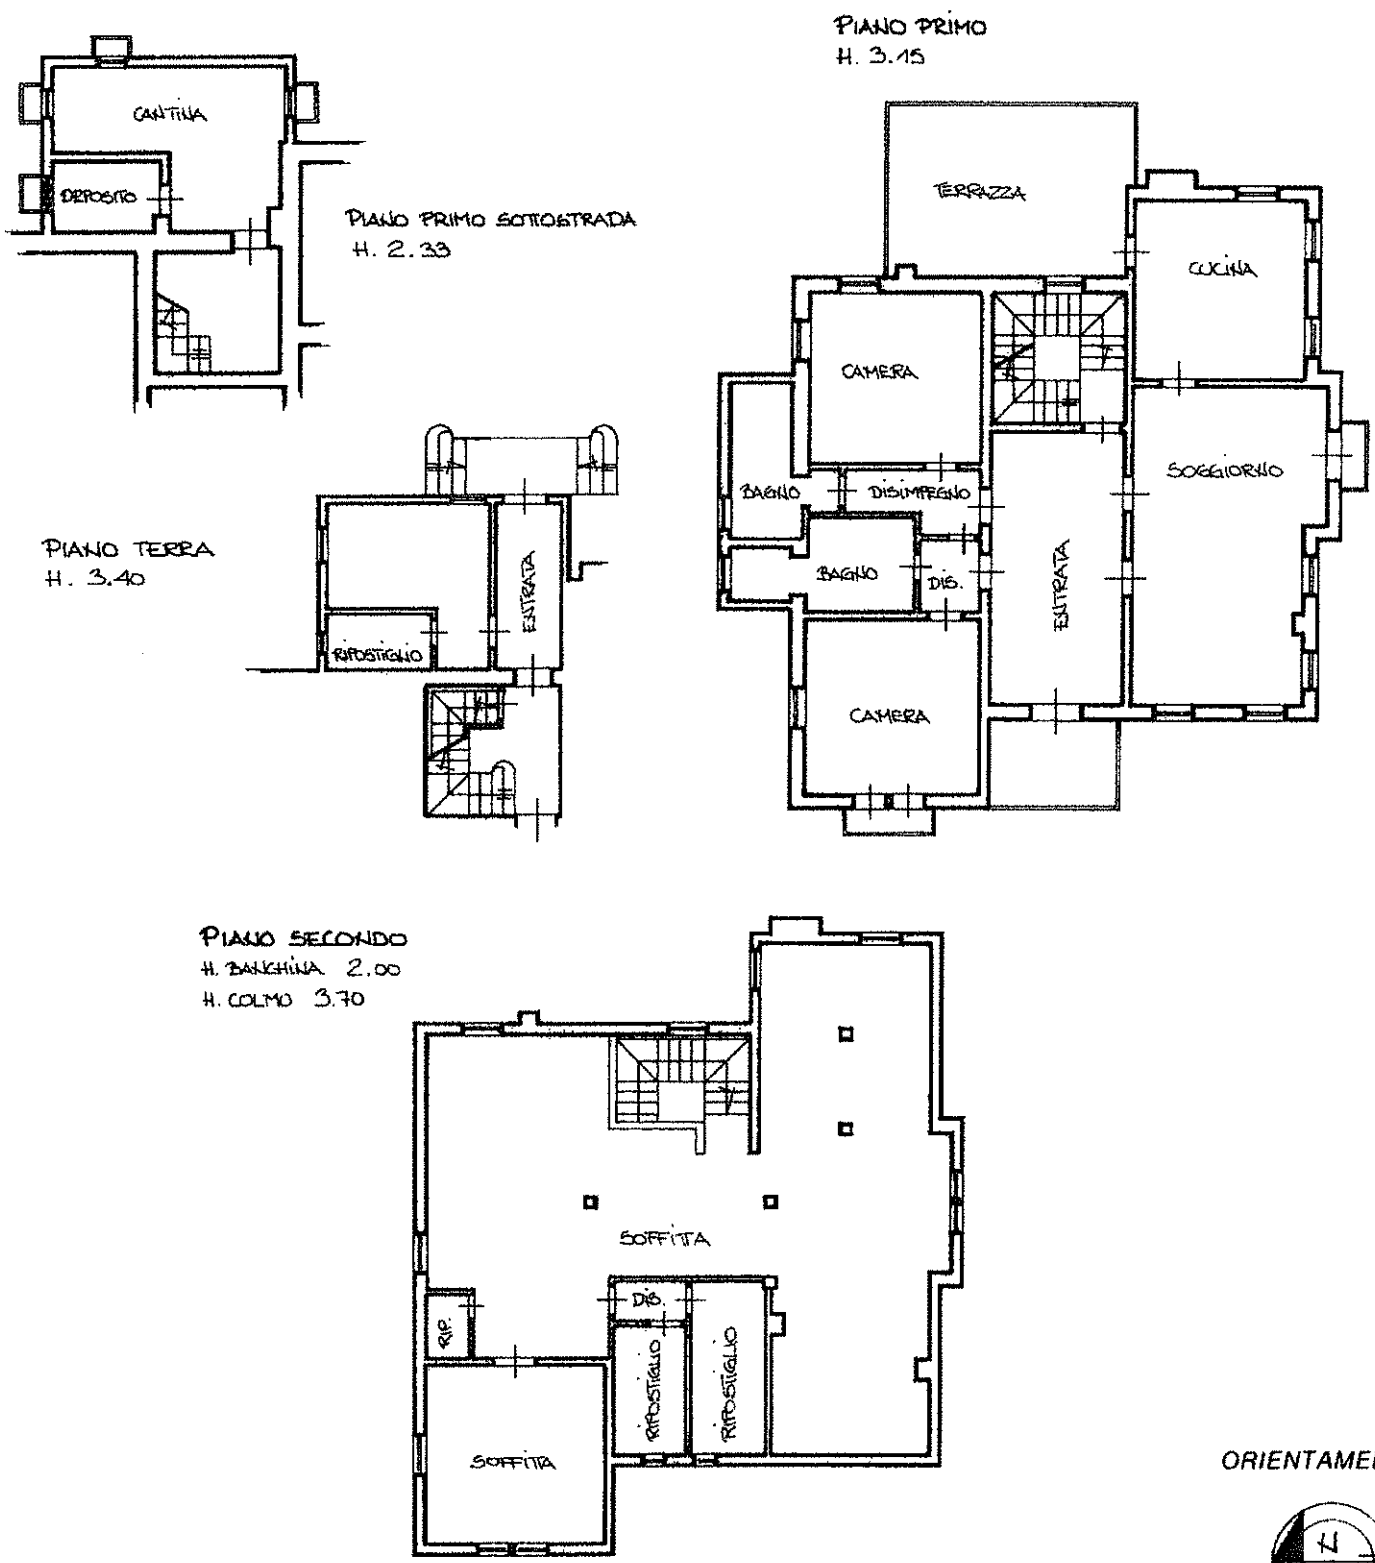 PIANO PRIMO
H. 3.15
CANTINA
DEPOSITO
PIANO PRIMO SOTTOSTRADA
H. 2.33
TERRAZZA
CUCINA
CAMERA
SOGGIORNO
BAGNO
DISIMPEGNO
BAGNO
DIS.
ENTRATA
CAMERA
PIANO TERRA
H. 3.40
ENTRATA
RIPOSTIGLIO
PIANO SECONDO
H. BANCHINA 2.00
H. COLMO 3.70
SOFFITTA
DIS.
RIP.
RIPOSTIGLIO
RIPOSTIGLIO
SOFFITTA
ORIENTAME
N